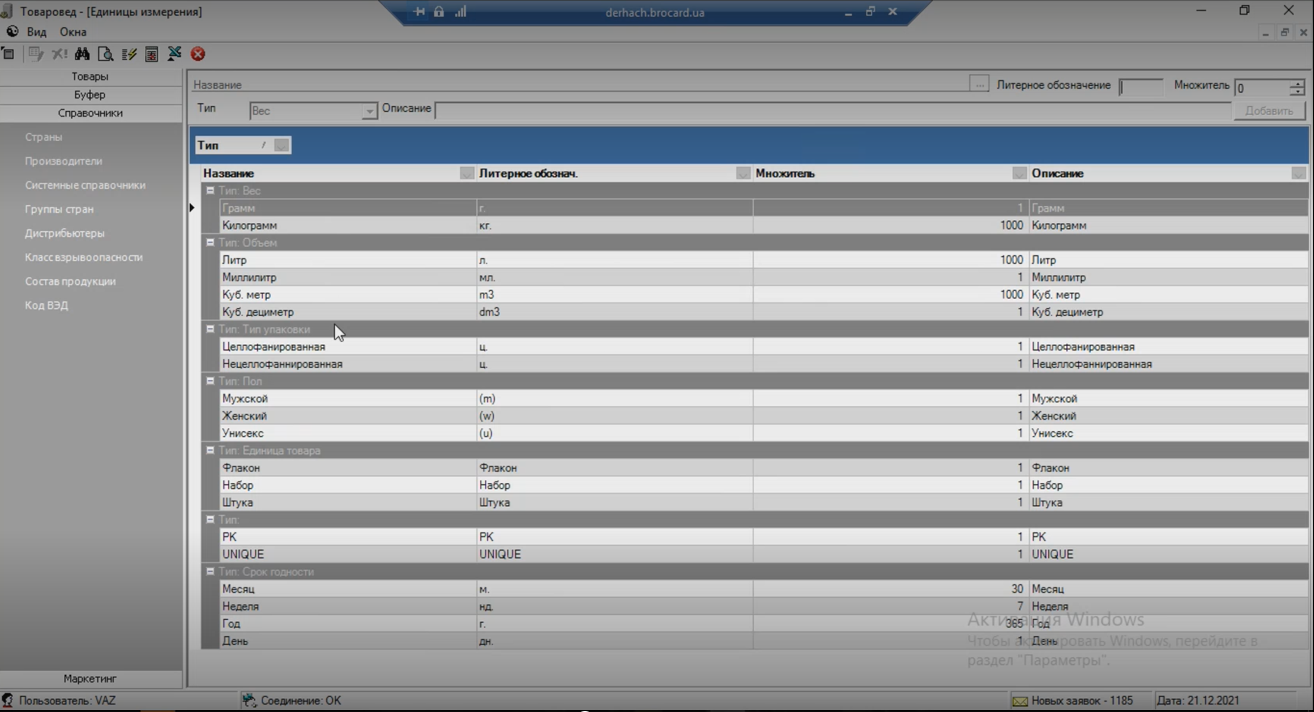 Товаровед - [Единицы измерения]
derhach.brocard.ua
Вид Окна
Товары
Буфер
Справочники
Страны
Производители
Системные справочники
Группы стран
Дистрибьютеры
Класс взрывоопасности
Состав продукции
Код ВЭД
Маркетинг
Название ... Литерное обозначение Множитель 0
Тип Вес Описание Добавить
Тип /
Название Литерное обознач. Множитель Описание
Тип: Вес
Грамм г. 1 Грамм
Килограмм кг. 1000 Килограмм
Тип: Объем
Литр л. 1000 Литр
Миллилитр мл. 1 Миллилитр
Куб. метр m3 1000 Куб. метр
Куб. дециметр dm3 1 Куб. дециметр
Тип: Тип упаковки
Целлофанированная ц. 1 Целлофанированная
Нецеллофаннированная ц. 1 Нецеллофаннированная
Тип: Пол
Мужской (m) 1 Мужской
Женский (w) 1 Женский
Унисекс (u) 1 Унисекс
Тип: Единица товара
Флакон Флакон 1 Флакон
Набор Набор 1 Набор
Штука Штука 1 Штука
Тип:
PK PK 1 PK
UNIQUE UNIQUE 1 UNIQUE
Тип: Срок годности
Месяц м. 30 Месяц
Неделя нд. 7 Неделя
Год г. 365 Год
День дн. 1 День
Активация Windows
Чтобы активировать Windows, перейдите в
раздел "Параметры".
Пользователь: VAZ Соединение: OK Новых заявок - 1185 Дата: 21.12.2021